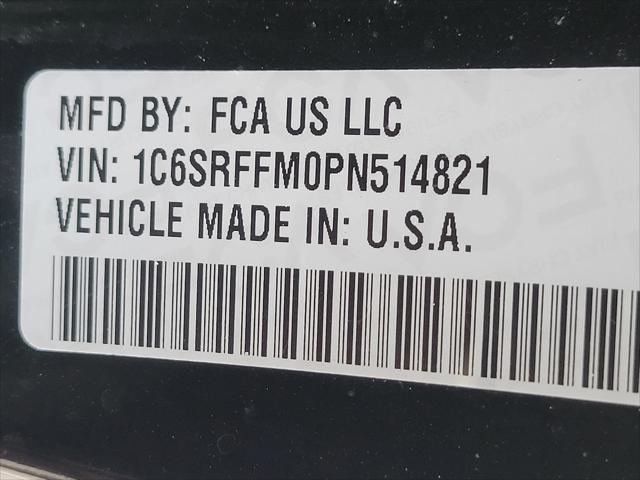 MFD BY: FCA US LLC
VIN: 1C6SRFFM0PN514821
VEHICLE MADE IN: U.S.A.